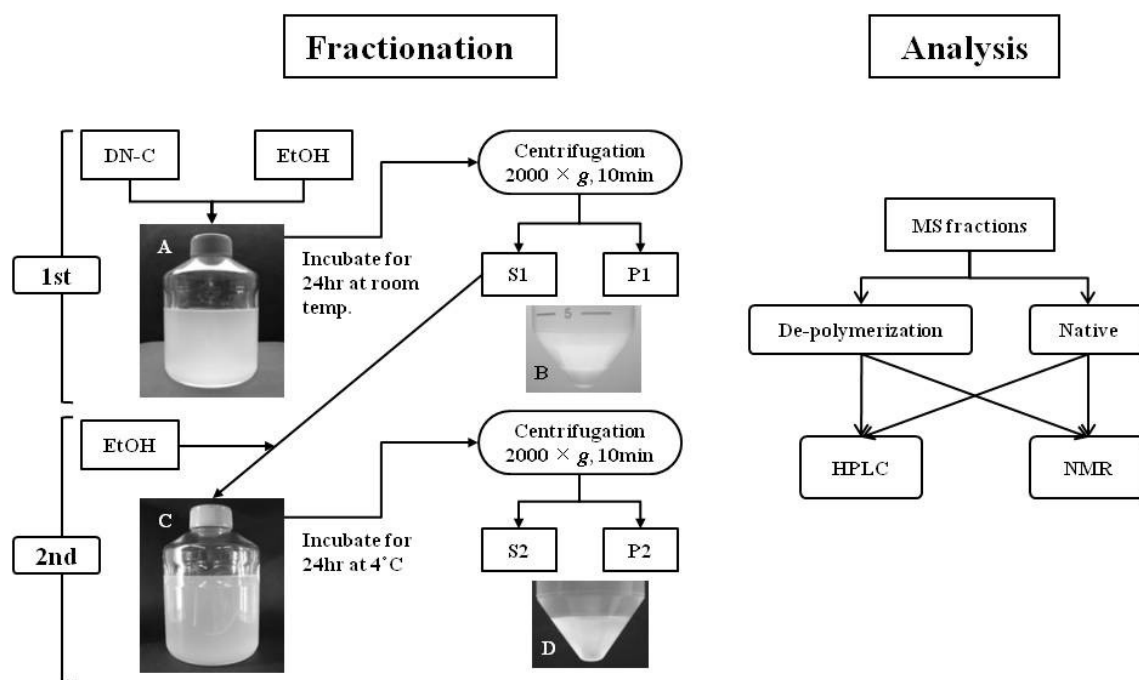 Fractionation
Analysis
1st
DN-C
EtOH
A
Incubate for
24hr at room
temp.
Centrifugation
2000 × g, 10min
S1
P1
5
B
2nd
EtOH
C
Incubate for
24hr at 4˚C
Centrifugation
2000 × g, 10min
S2
P2
D
MS fractions
De-polymerization
Native
HPLC
NMR